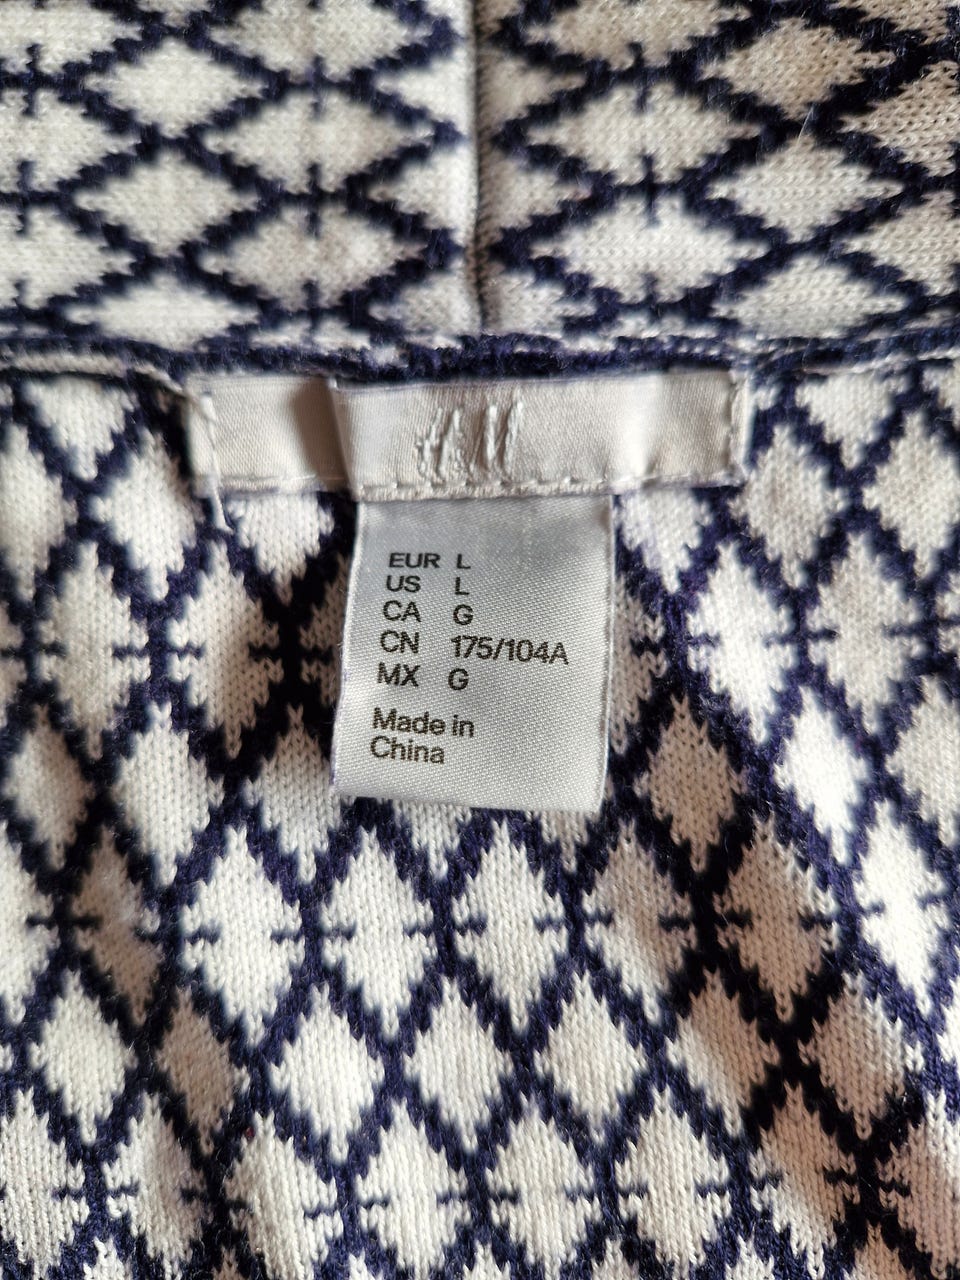 H&M
EUR L
US L
CA G
CN 175/104A
MX G
Made in
China